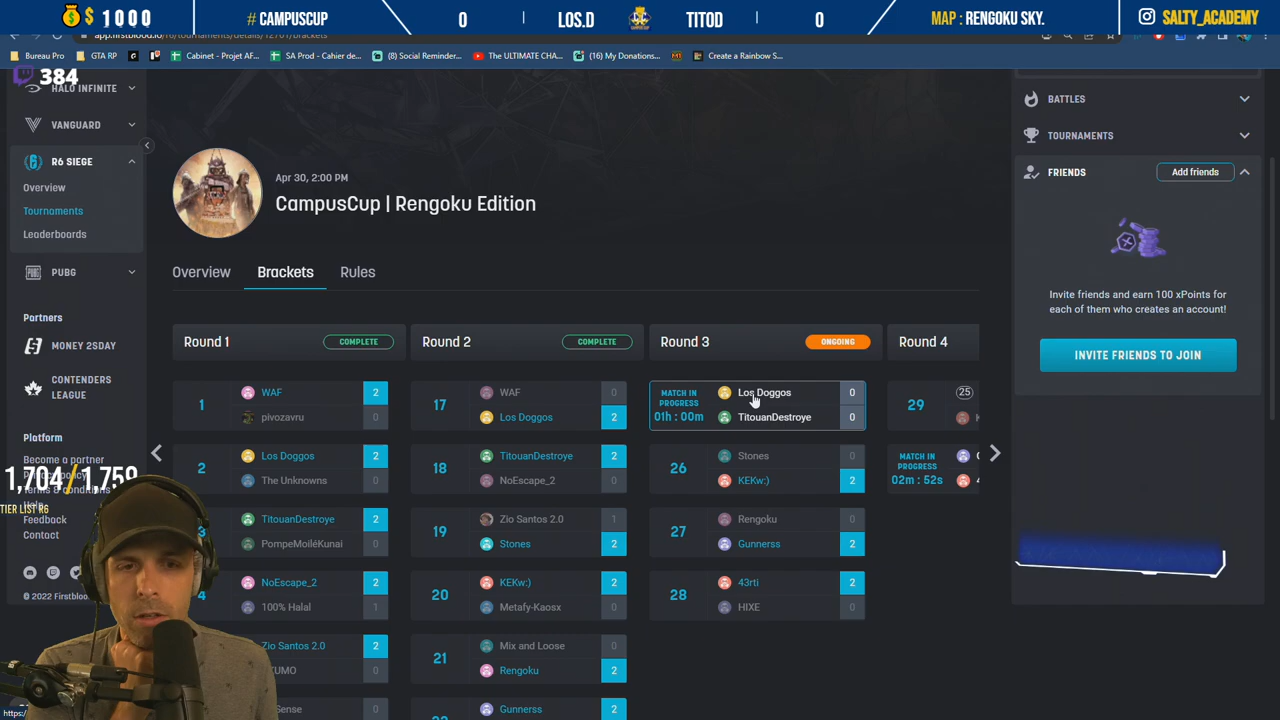 $ 1000
# CAMPUSCUP
0
LOS.D
TITOD
0
MAP : RENGOKU SKY.
SALTY_ACADEMY
Bureau Pro
GTA RP
Cabinet - Projet AF...
SA Prod - Cahier de...
(8) Social Reminder...
The ULTIMATE CHA...
(16) My Donations...
Create a Rainbow S...
384
HALO INFINITE
VANGUARD
R6 SIEGE
Overview
Tournaments
Leaderboards
PUBG
Partners
MONEY 2SDAY
CONTENDERS
LEAGUE
Platform
Become a partner
1,704/1,759
TIER LIST R6
Feedback
Contact
© 2022 Firstbloo
Apr 30, 2:00 PM
CampusCup | Rengoku Edition
Overview
Brackets
Rules
Round 1
COMPLETE
1
WAF
2
pivozavru
0
2
Los Doggos
2
The Unknowns
0
3
TitouanDestroye
2
PompeMoiléKunai
0
4
NoEscape_2
2
100% Halal
1
Zio Santos 2.0
2
KUMO
0
Sense
0
Round 2
COMPLETE
17
WAF
0
Los Doggos
2
18
TitouanDestroye
2
NoEscape_2
0
19
Zio Santos 2.0
1
Stones
2
20
KEKw:)
2
Metafy-Kaosx
0
21
Mix and Loose
0
Rengoku
2
Gunnerss
2
Round 3
ONGOING
MATCH IN
PROGRESS
01h : 00m
Los Doggos
0
TitouanDestroye
0
26
Stones
0
KEKw:)
2
27
Rengoku
0
Gunnerss
2
28
43rti
2
HIXE
0
Round 4
29
25
MATCH IN
PROGRESS
02m : 52s
BATTLES
TOURNAMENTS
FRIENDS
Add friends
Invite friends and earn 100 xPoints for
each of them who creates an account!
INVITE FRIENDS TO JOIN